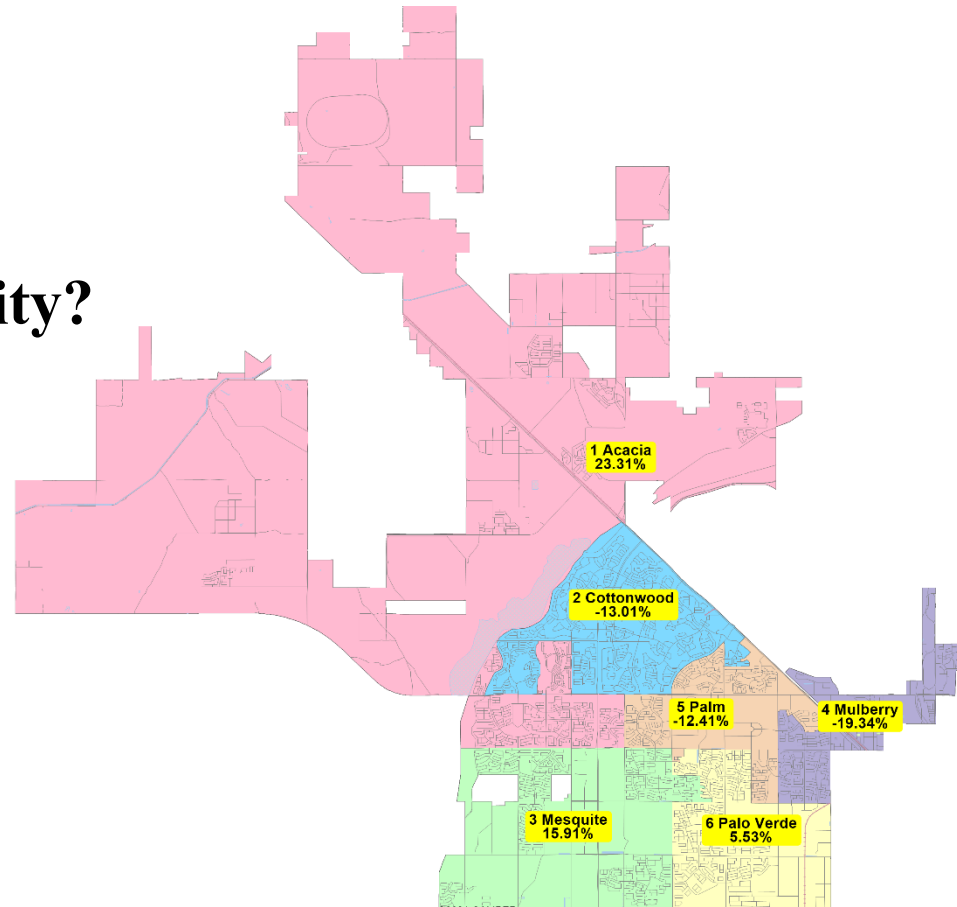 ity?
1 Acacia
23.31%
2 Cottonwood
-13.01%
5 Palm
-12.41%
4 Mulberry
-19.34%
3 Mesquite
15.91%
6 Palo Verde
5.53%